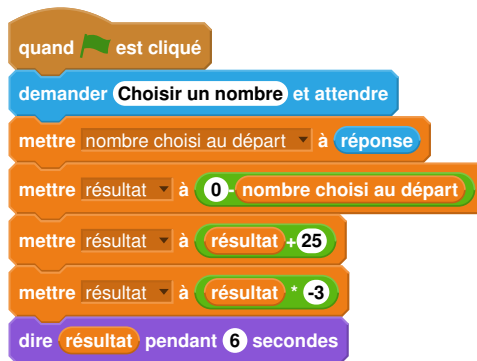 quand est cliqué
demander Choisir un nombre et attendre
mettre nombre choisi au départ à réponse
mettre résultat à 0 - nombre choisi au départ
mettre résultat à résultat + 25
mettre résultat à résultat * -3
dire résultat pendant 6 secondes